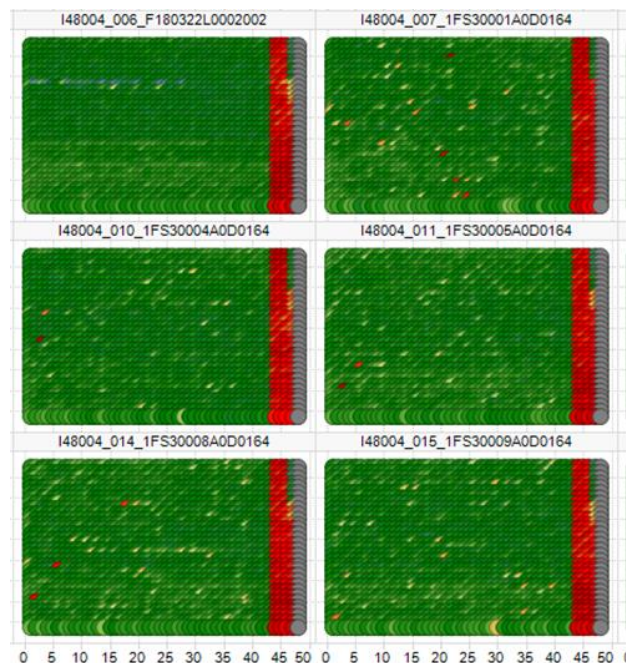 I48004_006_F180322L0002002 I48004_007_1FS30001A0D0164
I48004_010_1FS30004A0D0164 I48004_011_1FS30005A0D0164
I48004_014_1FS30008A0D0164 I48004_015_1FS30009A0D0164
0 5 10 15 20 25 30 35 40 45 50 0 5 10 15 20 25 30 35 40 45 50